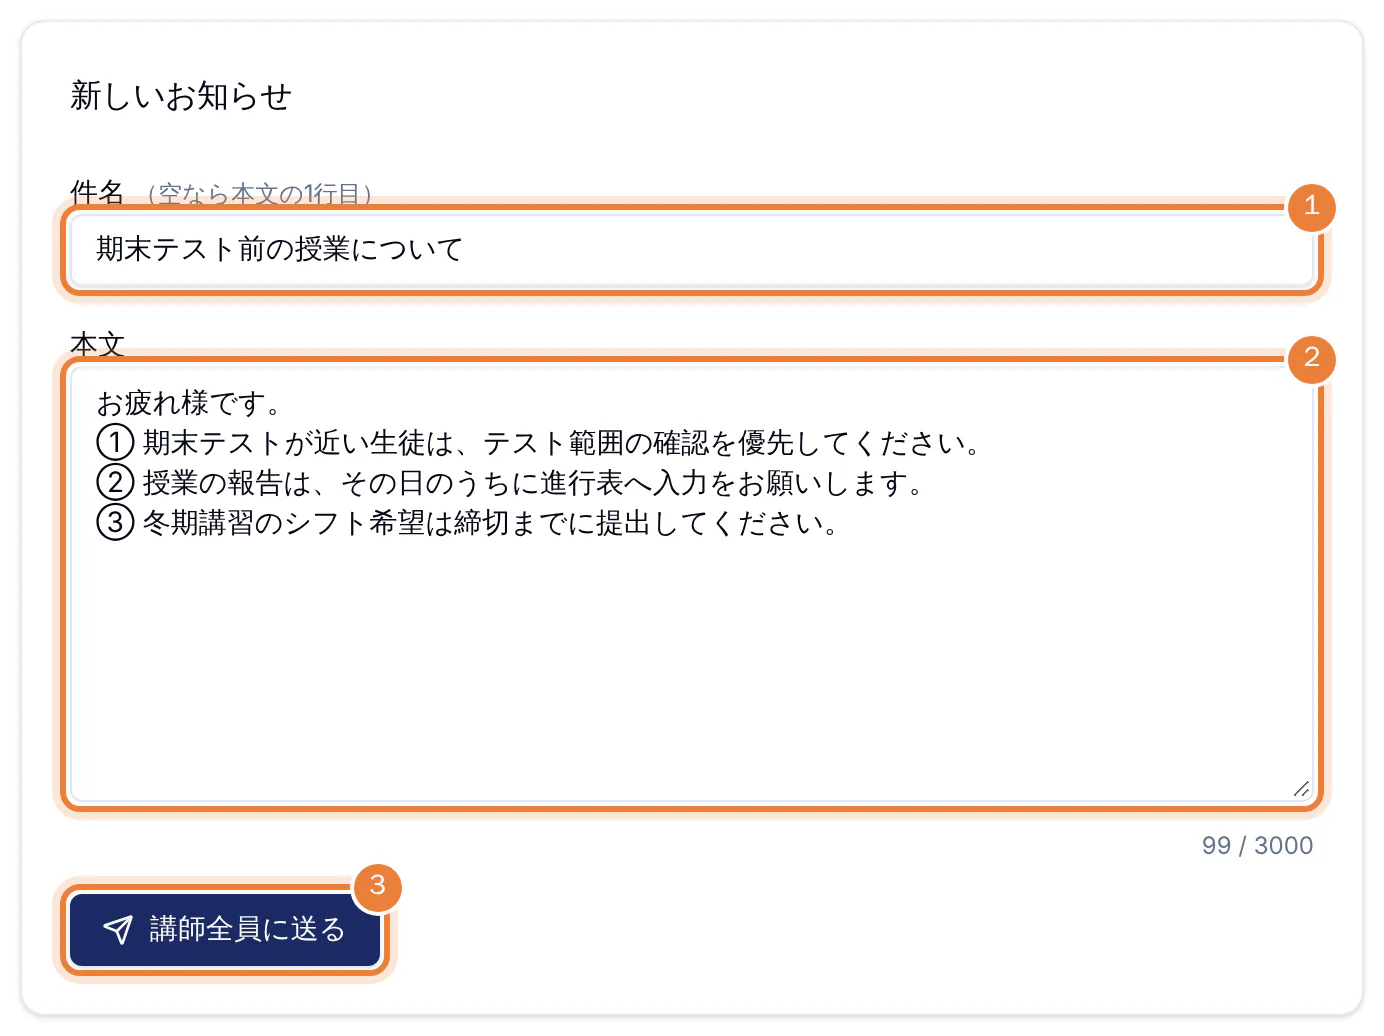 新しいお知らせ
件名 （空なら本文の1行目）
1
期末テスト前の授業について
本文
2
お疲れ様です。
① 期末テストが近い生徒は、テスト範囲の確認を優先してください。
② 授業の報告は、その日のうちに進行表へ入力をお願いします。
③ 冬期講習のシフト希望は締切までに提出してください。
99 / 3000
3
講師全員に送る